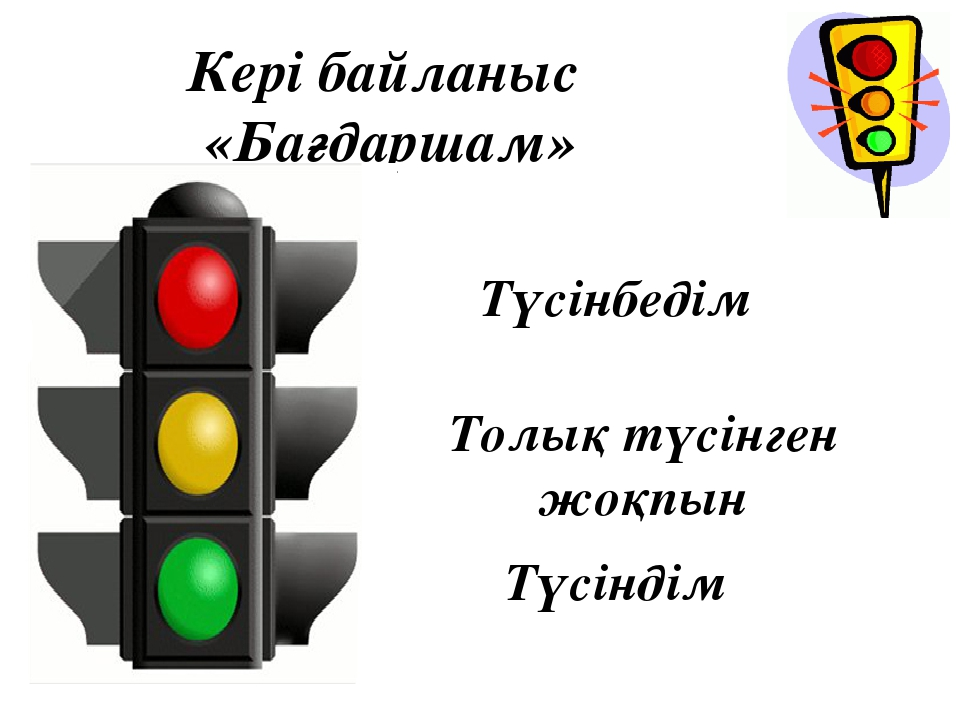 Кері байланыс
«Бағдаршам»
Түсінбедім
Толық түсінген
жоқпын
Түсіндім